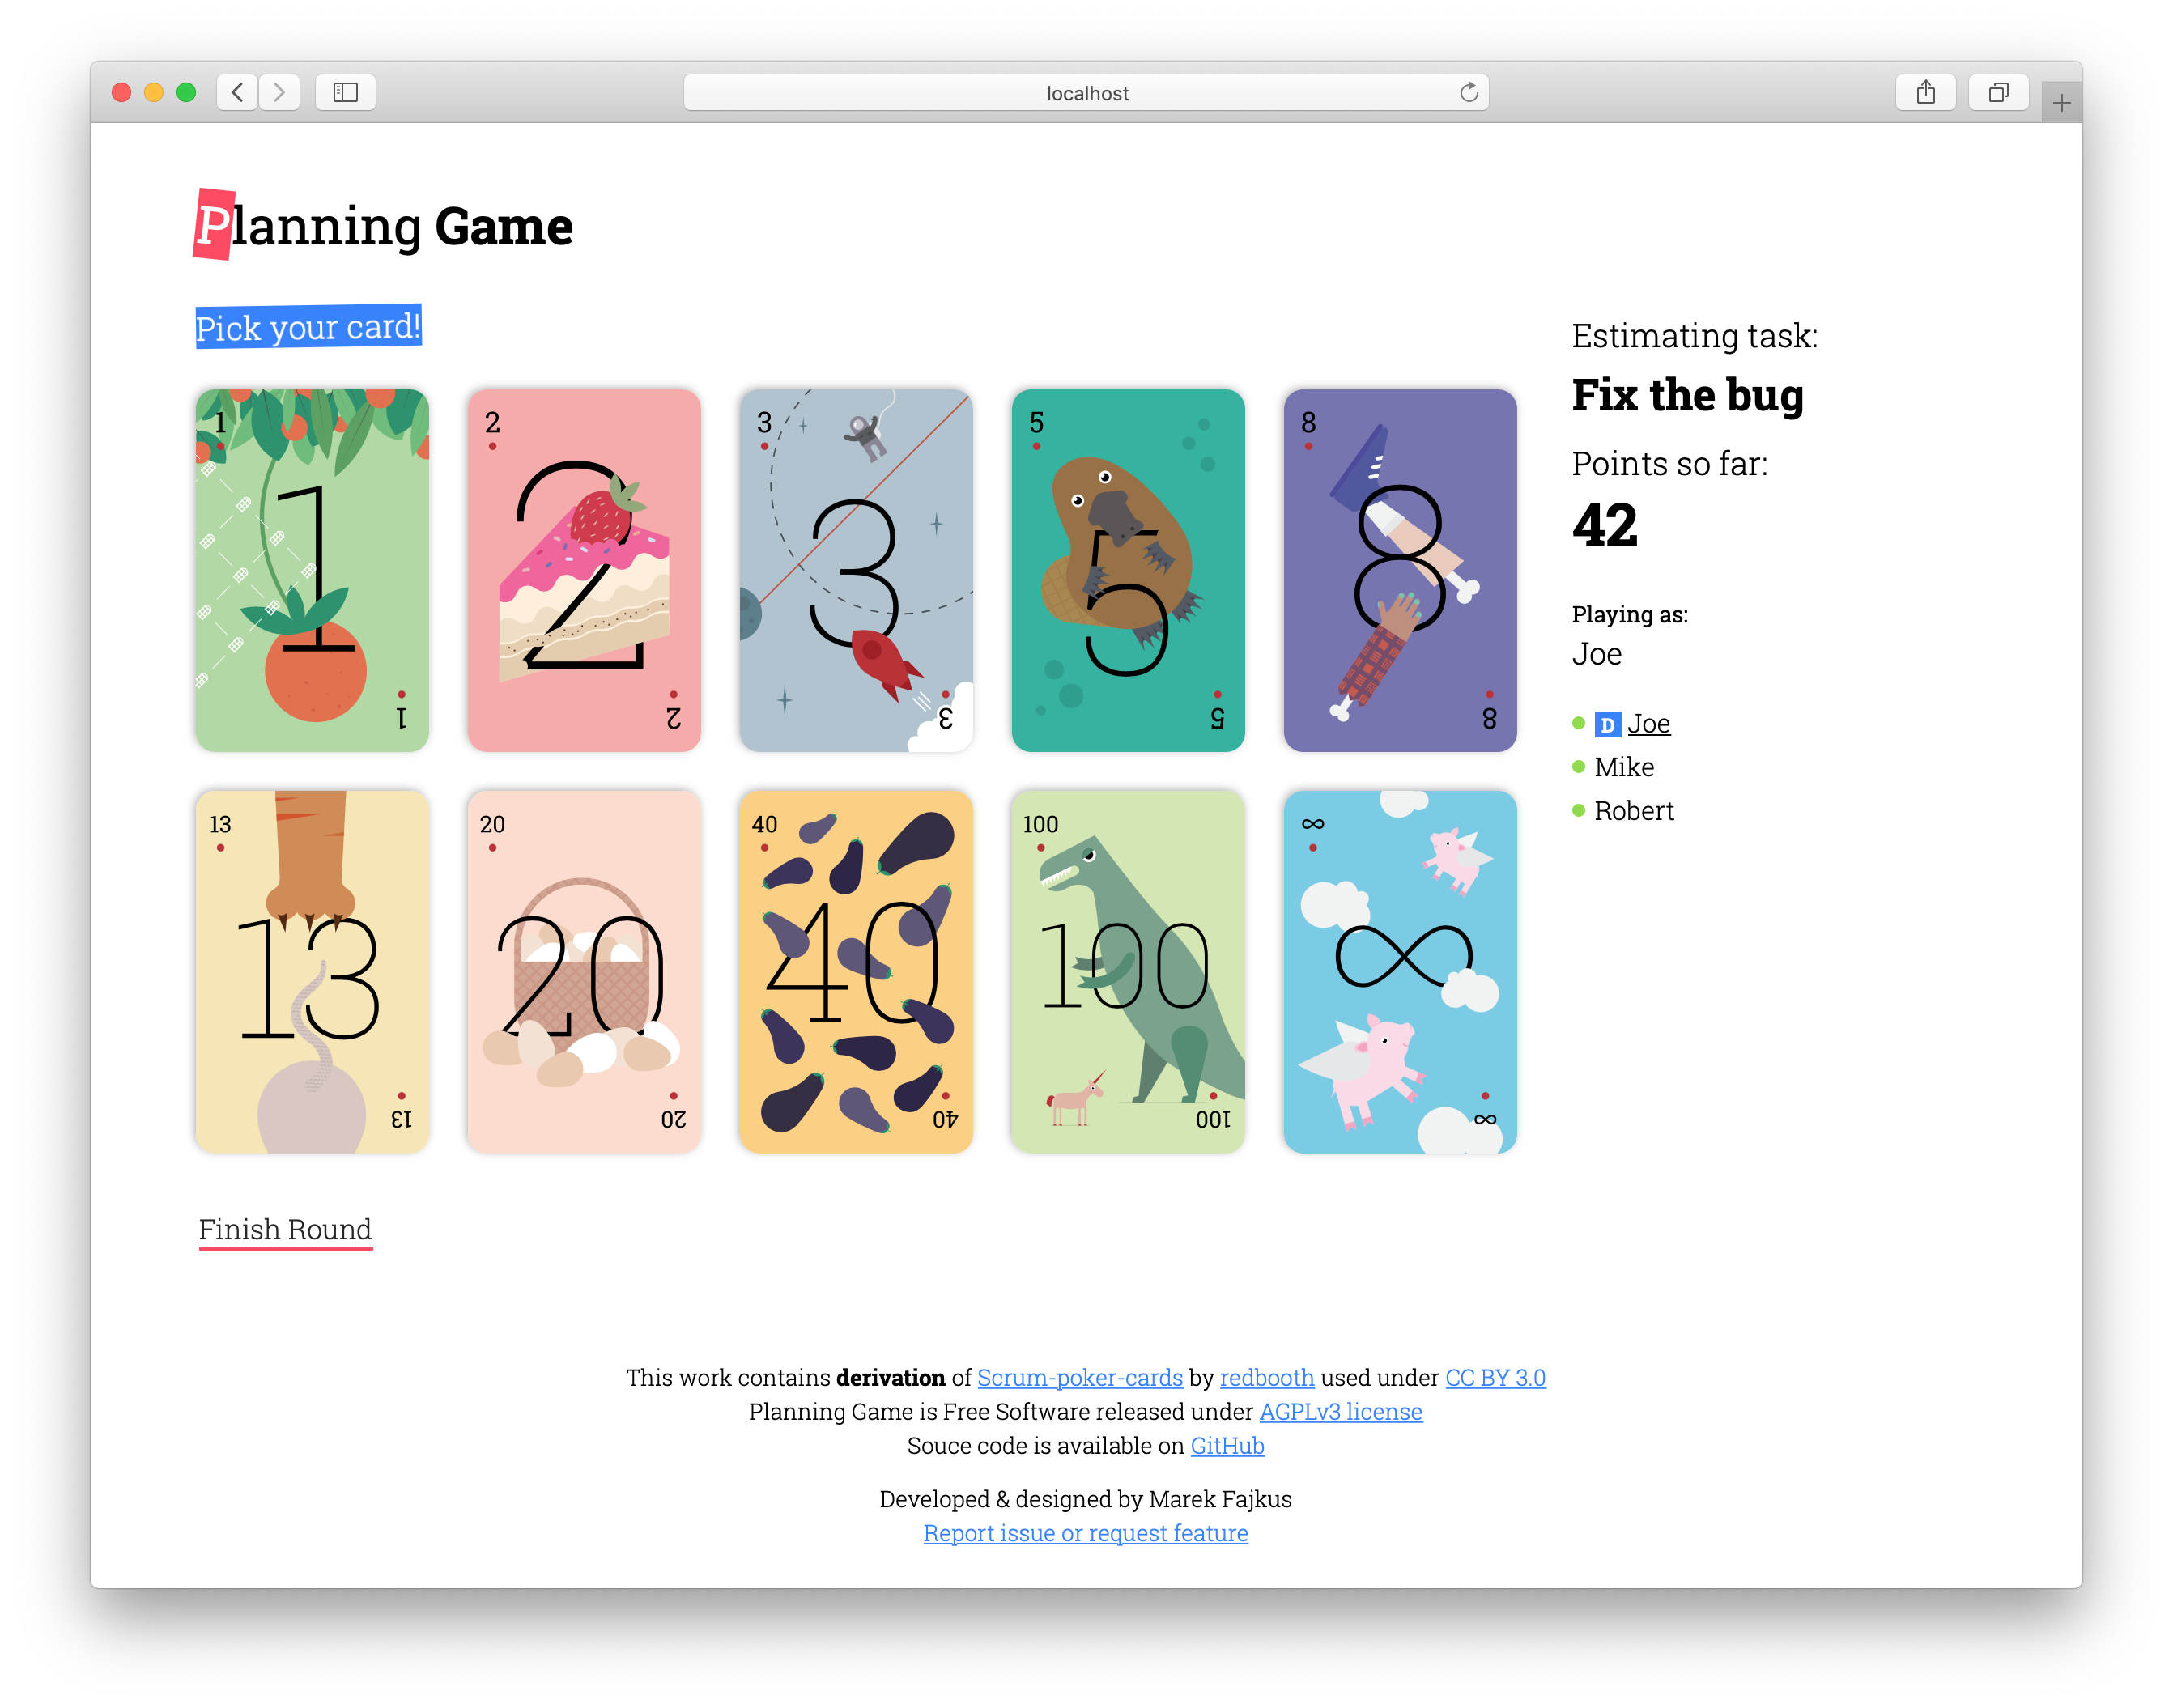 localhost
Planning Game
Pick your card!
1
1
1
2
2
2
3
3
3
5
5
5
8
8
8
13
13
13
20
20
20
40
40
40
100
100
100
∞
∞
∞
Finish Round
Estimating task:
Fix the bug
Points so far:
42
Playing as:
Joe
D Joe
Mike
Robert
This work contains derivation of Scrum-poker-cards by redbooth used under CC BY 3.0
Planning Game is Free Software released under AGPLv3 license
Souce code is available on GitHub
Developed & designed by Marek Fajkus
Report issue or request feature